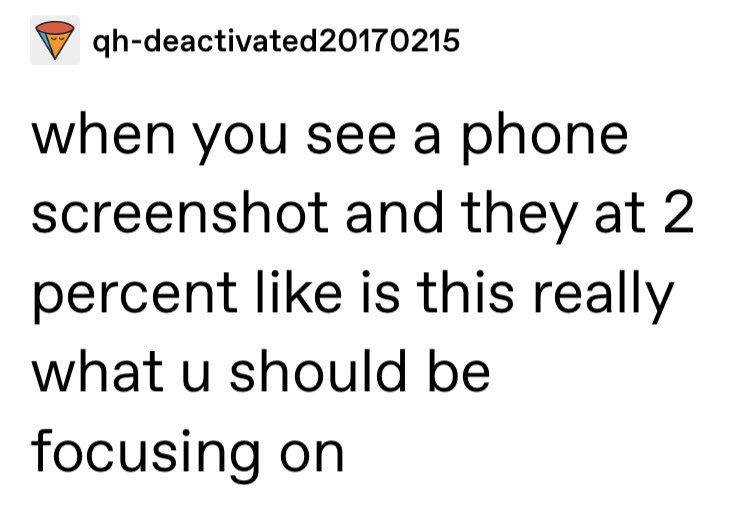 qh-deactivated20170215
when you see a phone
screenshot and they at 2
percent like is this really
what u should be
focusing on